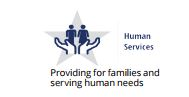 Human
Services
Providing for families and
serving human needs